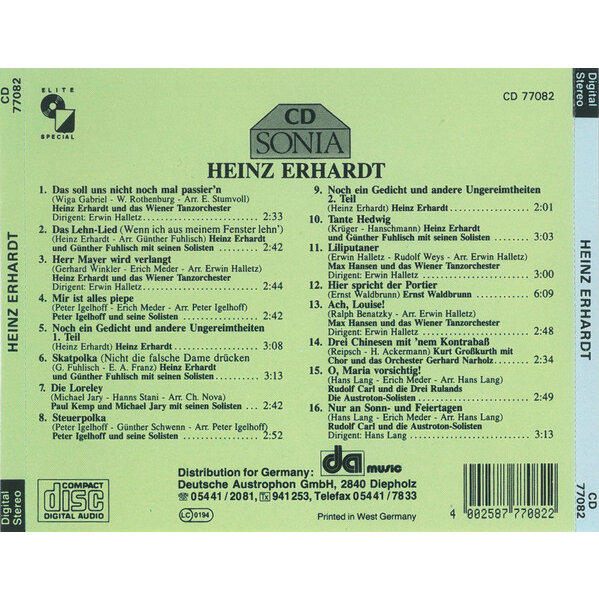 CD
77082
ELITE
SPECIAL
CD 77082
Digital
Stereo
CD
SONIA
HEINZ ERHARDT
1. Das soll uns nicht noch mal passier'n
(Wiga Gabriel - W. Rothenburg - Arr. E. Stumvoll)
Heinz Erhardt und das Wiener Tanzorchester
Dirigent: Erwin Halletz 2:33
2. Das Lehn-Lied (Wenn ich aus meinem Fenster lehn')
(Heinz Erhardt - Arr. Günther Fuhlisch) Heinz Erhardt
und Günther Fuhlisch mit seinen Solisten 2:42
3. Herr Mayer wird verlangt
(Gerhard Winkler - Erich Meder - Arr. Erwin Halletz)
Heinz Erhardt und das Wiener Tanzorchester
Dirigent: Erwin Halletz 2:44
4. Mir ist alles piepe
(Peter Igelhoff - Erich Meder - Arr. Peter Igelhoff)
Peter Igelhoff und seine Solisten 2:42
5. Noch ein Gedicht und andere Ungereimtheiten
1. Teil
(Heinz Erhardt) Heinz Erhardt 3:08
6. Skatpolka (Nicht die falsche Dame drücken
(G. Fuhlisch - E. A. Franz) Heinz Erhardt
und Günter Fuhlisch mit seinen Solisten 3:13
7. Die Loreley
(Michael Jary - Hanns Stani - Arr. Ch. Nova)
Paul Kemp und Michael Jary mit seinen Solisten 2:42
8. Steuerpolka
(Peter Igelhoff - Günther Schwenn - Arr. Peter Igelhoff)
Peter Igelhoff und seine Solisten 2:52
9. Noch ein Gedicht und andere Ungereimtheiten
2. Teil
(Heinz Erhardt) Heinz Erhardt 2:01
10. Tante Hedwig
(Krüger - Hanschmann) Heinz Erhardt
und Günther Fuhlisch mit seinen Solisten 3:03
11. Liliputaner
(Erwin Halletz - Rudolf Weys - Arr. Erwin Halletz)
Max Hansen und das Wiener Tanzorchester
Dirigent: Erwin Halletz 3:00
12. Hier spricht der Portier
(Ernst Waldbrunn) Ernst Waldbrunn 6:09
13. Ach, Louise!
(Ralph Benatzky - Arr. Erwin Halletz)
Max Hansen und das Wiener Tanzorchester
Dirigent: Erwin Halletz 2:48
14. Drei Chinesen mit 'nem Kontrabaß
(Reipsch - H. Ackermann) Kurt Großkurth mit
Chor und das Orchester Gerhard Narholz 2:34
15. O, Maria vorsichtig!
(Hans Lang - Erich Meder - Arr. Hans Lang)
Rudolf Carl und die Drei Rulands
Die Austroton-Solisten 2:49
16. Nur an Sonn- und Feiertagen
(Hans Lang - Erich Meder - Arr. Hans Lang)
Rudolf Carl und die Austroton-Solisten
Dirigent: Hans Lang 3:13
HEINZ ERHARDT
HEINZ ERHARDT
Distribution for Germany:
da music
Deutsche Austrophon GmbH, 2840 Diepholz
☎ 05441/2081, Tx 941253, Telefax 05441/7833
COMPACT
disc
DIGITAL AUDIO
LC 0194
Printed in West Germany
4 002587 770822
Digital
Stereo
CD
77082